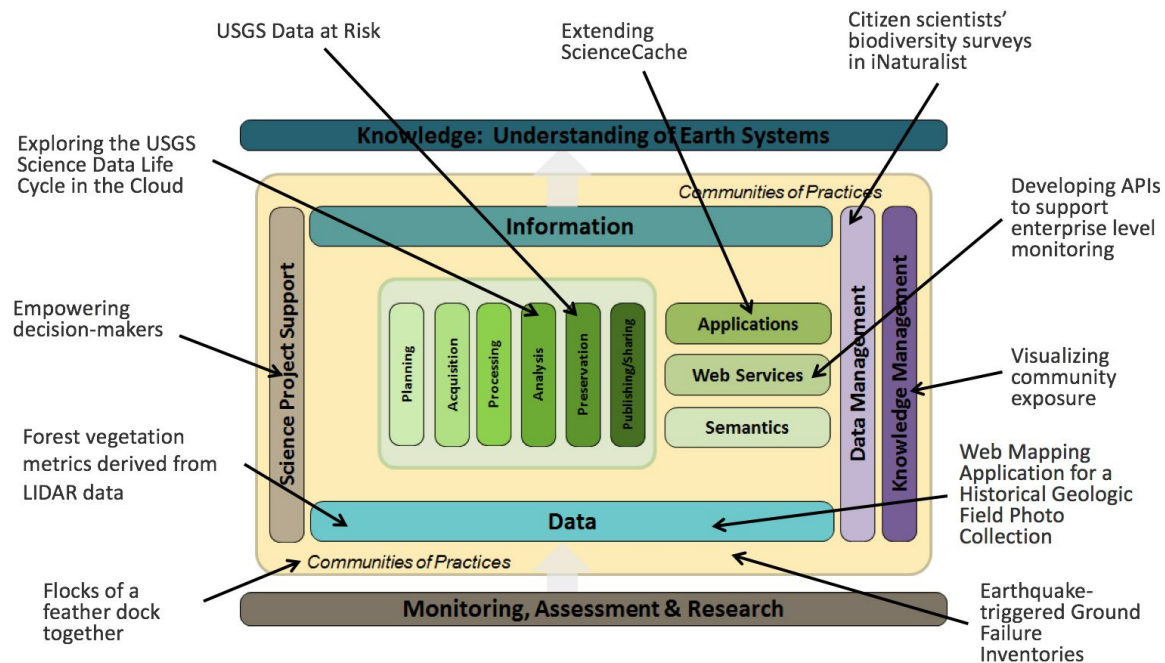 USGS Data at Risk
Extending
ScienceCache
Citizen scientists’
biodiversity surveys
in iNaturalist
Exploring the USGS
Science Data Life
Cycle in the Cloud
Knowledge: Understanding of Earth Systems
Communities of Practices
Developing APIs
to support
enterprise level
monitoring
Information
Empowering
decision-makers
Science Project Support
Planning
Acquisition
Processing
Analysis
Preservation
Publishing/Sharing
Applications
Web Services
Semantics
Data Management
Knowledge Management
Visualizing
community
exposure
Forest vegetation
metrics derived from
LIDAR data
Data
Web Mapping
Application for a
Historical Geologic
Field Photo
Collection
Communities of Practices
Flocks of a
feather dock
together
Monitoring, Assessment & Research
Earthquake-
triggered Ground
Failure
Inventories